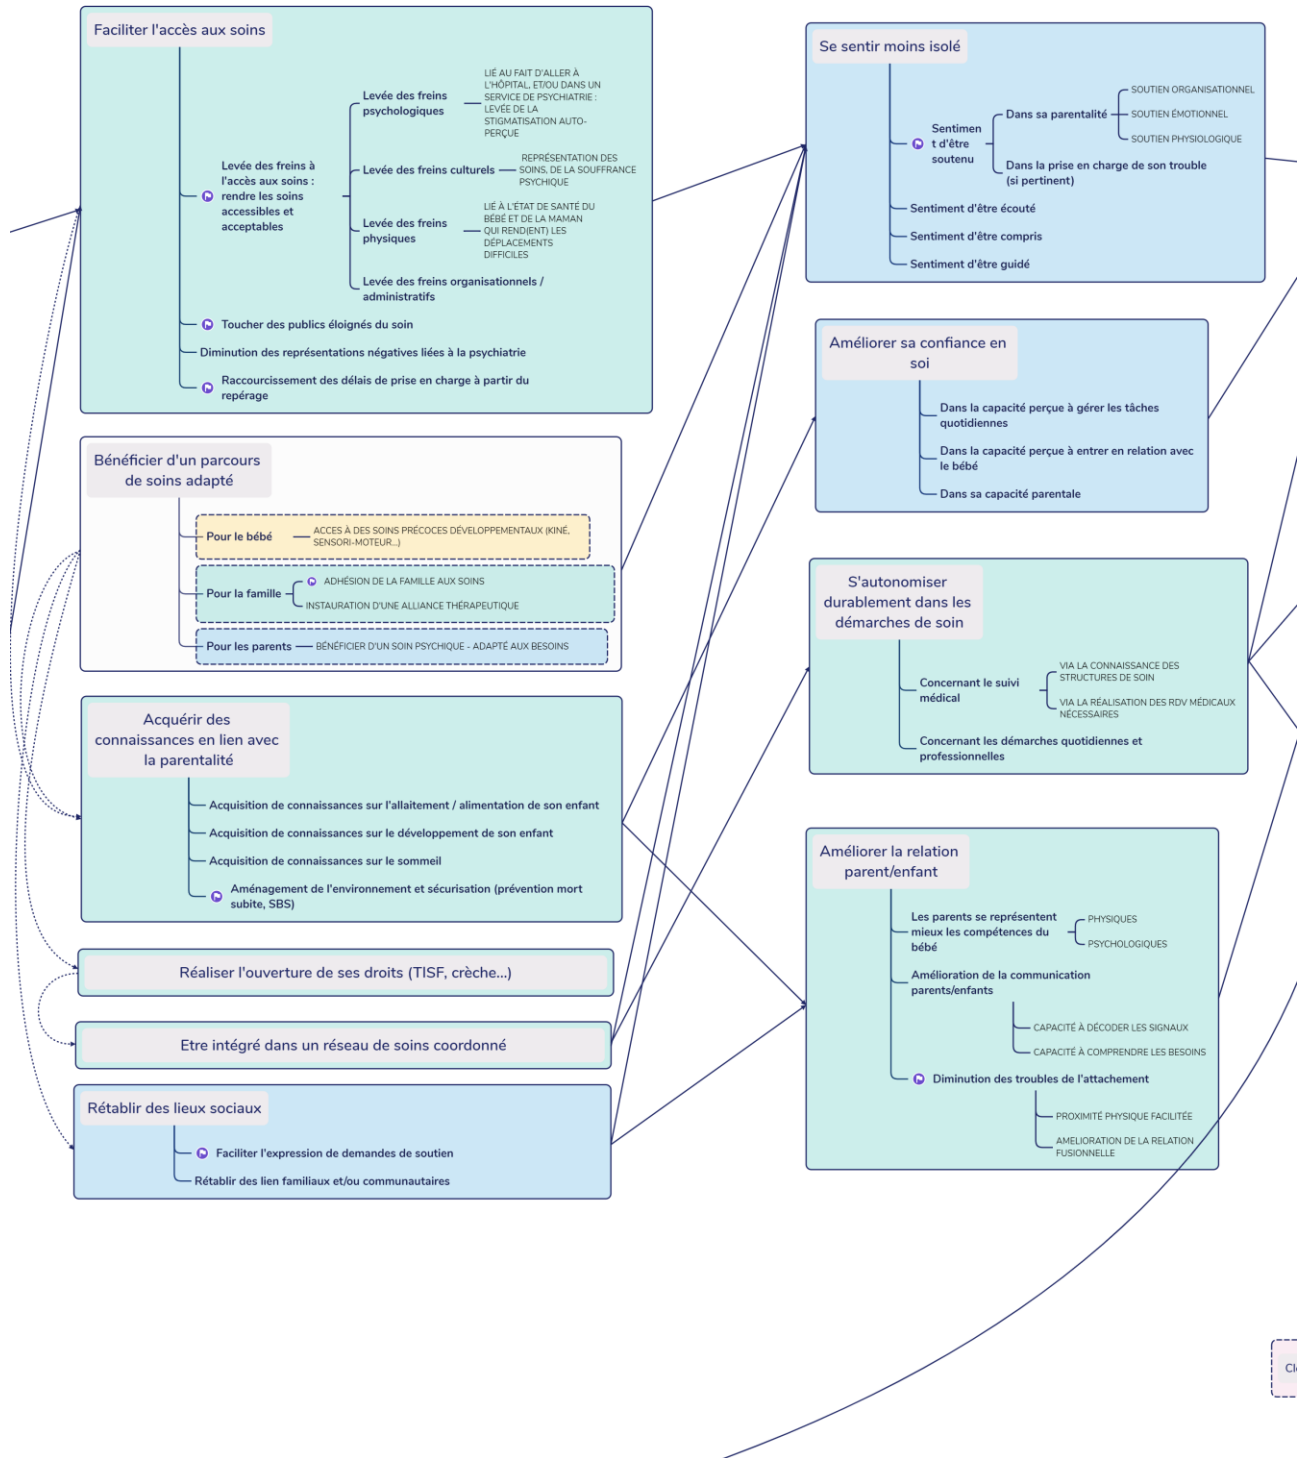 Faciliter l'accès aux soins
Levée des freins à
l'accès aux soins :
rendre les soins
accessibles et
acceptables
Levée des freins
psychologiques
LIÉ AU FAIT D'ALLER À
L'HÔPITAL, ET/OU DANS UN
SERVICE DE PSYCHIATRIE :
LEVÉE DE LA
STIGMATISATION AUTO-
PERÇUE
Levée des freins culturels
REPRÉSENTATION DES
SOINS, DE LA SOUFFRANCE
PSYCHIQUE
Levée des freins
physiques
LIÉ À L'ÉTAT DE SANTÉ DU
BÉBÉ ET DE LA MAMAN
QUI REND(ENT) LES
DÉPLACEMENTS
DIFFICILES
Levée des freins organisationnels /
administratifs
Toucher des publics éloignés du soin
Diminution des représentations négatives liées à la psychiatrie
Raccourcissement des délais de prise en charge à partir du
repérage
Bénéficier d'un parcours
de soins adapté
Pour le bébé
ACCES À DES SOINS PRÉCOCES DÉVELOPPEMENTAUX (KINÉ,
SENSORI-MOTEUR...)
Pour la famille
ADHÉSION DE LA FAMILLE AUX SOINS
INSTAURATION D'UNE ALLIANCE THÉRAPEUTIQUE
Pour les parents
BÉNÉFICIER D'UN SOIN PSYCHIQUE - ADAPTÉ AUX BESOINS
Acquérir des
connaissances en lien avec
la parentalité
Acquisition de connaissances sur l'allaitement / alimentation de son enfant
Acquisition de connaissances sur le développement de son enfant
Acquisition de connaissances sur le sommeil
Aménagement de l'environnement et sécurisation (prévention mort
subite, SBS)
Réaliser l'ouverture de ses droits (TISF, crèche...)
Etre intégré dans un réseau de soins coordonné
Rétablir des lieux sociaux
Faciliter l'expression de demandes de soutien
Rétablir des lien familiaux et/ou communautaires
Se sentir moins isolé
Sentimen
t d'être
soutenu
Dans sa parentalité
SOUTIEN ORGANISATIONNEL
SOUTIEN ÉMOTIONNEL
SOUTIEN PHYSIOLOGIQUE
Dans la prise en charge de son trouble
(si pertinent)
Sentiment d'être écouté
Sentiment d'être compris
Sentiment d'être guidé
Améliorer sa confiance en
soi
Dans la capacité perçue à gérer les tâches
quotidiennes
Dans la capacité perçue à entrer en relation avec
le bébé
Dans sa capacité parentale
S'autonomiser
durablement dans les
démarches de soin
Concernant le suivi
médical
VIA LA CONNAISSANCE DES
STRUCTURES DE SOIN
VIA LA RÉALISATION DES RDV MÉDICAUX
NÉCESSAIRES
Concernant les démarches quotidiennes et
professionnelles
Améliorer la relation
parent/enfant
Les parents se représentent
mieux les compétences du
bébé
PHYSIQUES
PSYCHOLOGIQUES
Amélioration de la communication
parents/enfants
CAPACITÉ À DÉCODER LES SIGNAUX
CAPACITÉ À COMPRENDRE LES BESOINS
Diminution des troubles de l'attachement
PROXIMITÉ PHYSIQUE FACILITÉE
AMELIORATION DE LA RELATION
FUSIONNELLE